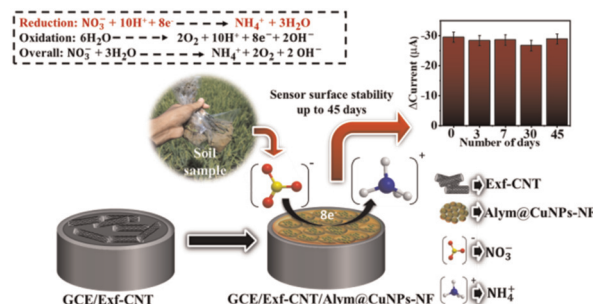 Reduction: NO₃⁻ + 10H⁺ + 8e⁻ → NH₄⁺ + 3H₂O
Oxidation: 6H₂O → 2O₂ + 10H⁺ + 8e⁻ + 2OH⁻
Overall: NO₃⁻ + 3H₂O → NH₄⁺ + 2O₂ + 2 OH⁻
Sensor surface stability
up to 45 days
ΔCurrent (µA)
-30
-20
-10
0
0 3 7 30 45
Number of days
Soil
sample
8e⁻
- 
+
Exf-CNT
Alym@CuNPs-NF
NO₃⁻
NH₄⁺
GCE/Exf-CNT
GCE/Exf-CNT/Alym@CuNPs-NF